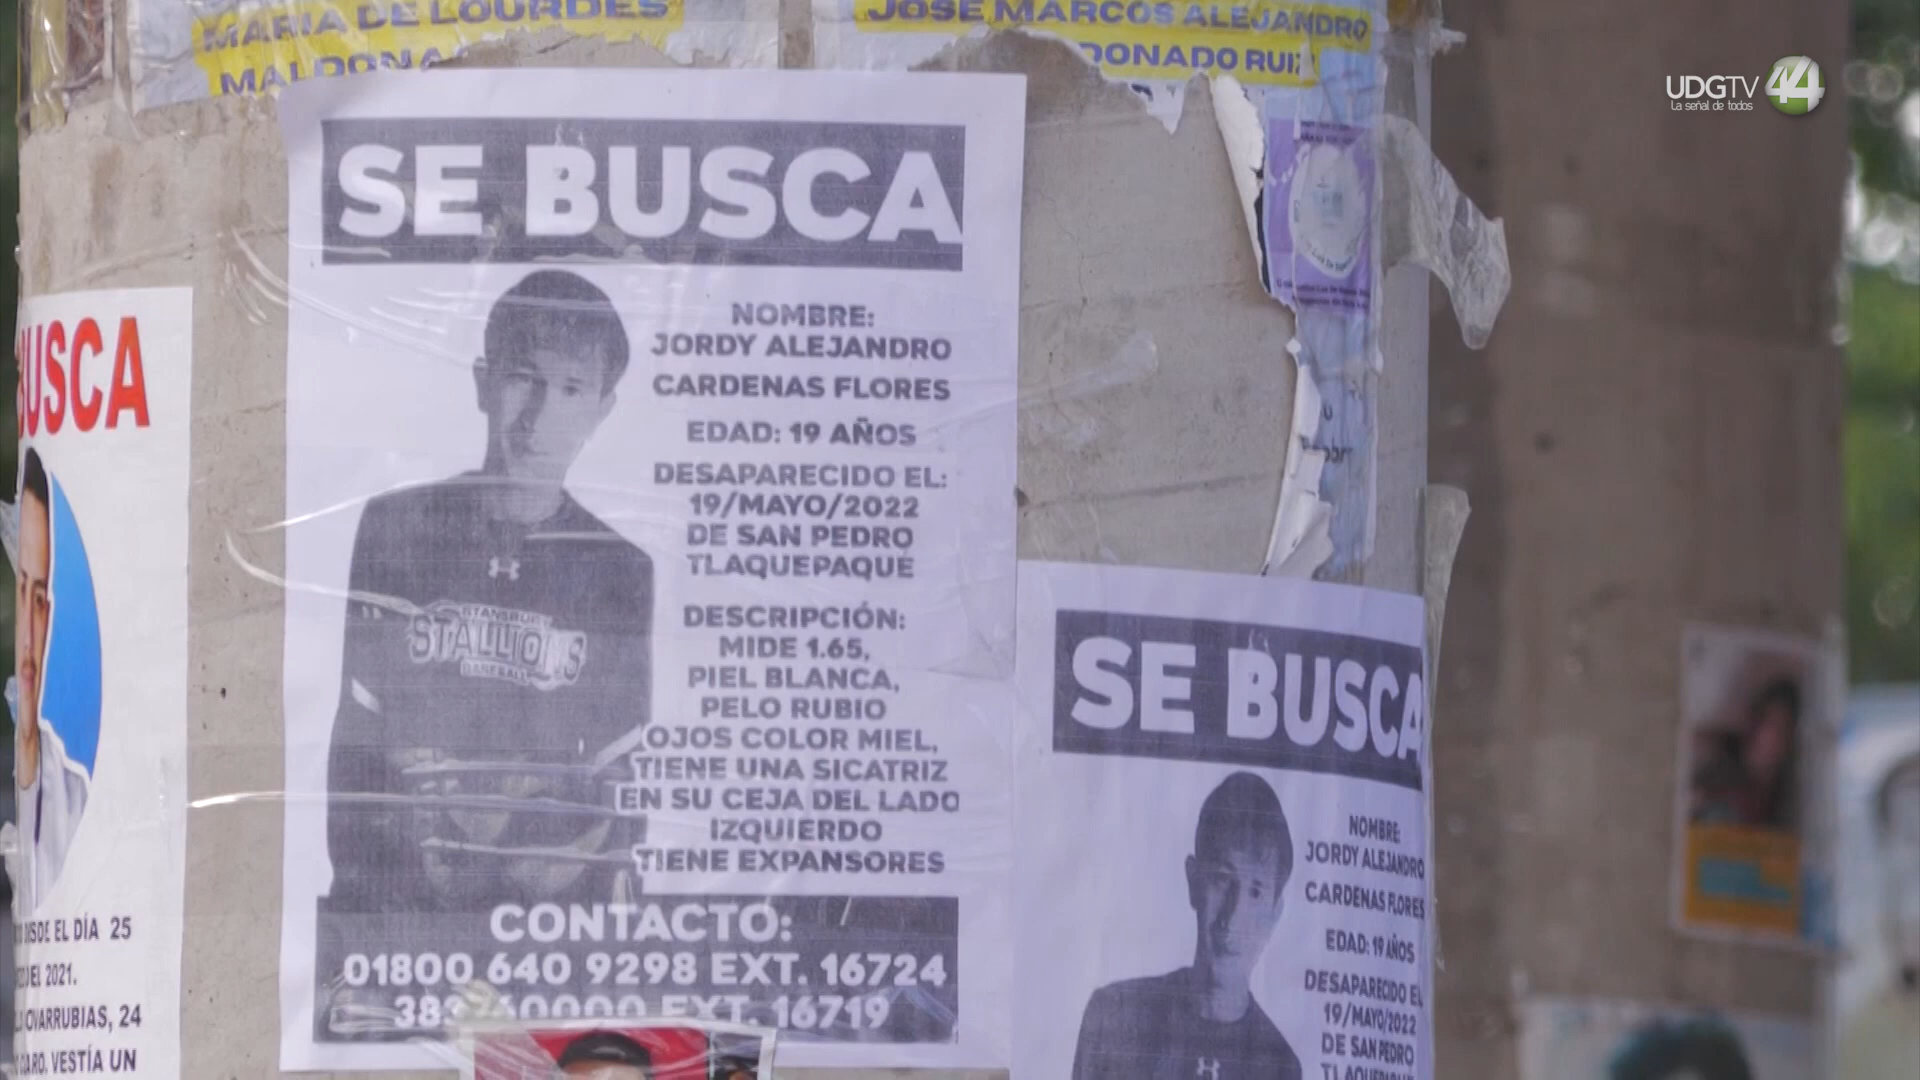 MARIA DE LOURDES
JOSE MARCOS ALEJANDRO
DONADO RUIZ
UDGTV 44
La señal de todos
SE BUSCA
NOMBRE:
JORDY ALEJANDRO
CARDENAS FLORES
EDAD: 19 AÑOS
DESAPARECIDO EL:
19/MAYO/2022
DE SAN PEDRO
TLAQUEPAQUE
DESCRIPCIÓN:
MIDE 1.65,
PIEL BLANCA,
PELO RUBIO
OJOS COLOR MIEL,
TIENE UNA SICATRIZ
EN SU CEJA DEL LADO
IZQUIERDO
TIENE EXPANSORES
STALLIONS
BASEBALL
CONTACTO:
01800 640 9298 EXT. 16724
EXT. 16719
BUSCA
EL DÍA 25
DEL 2021.
OVARRUBIAS, 24
VESTÍA UN
SE BUSCA
NOMBRE:
JORDY ALEJANDRO
CARDENAS FLORES
EDAD: 19 AÑOS
DESAPARECIDO EL
19/MAYO/2022
DE SAN PEDRO